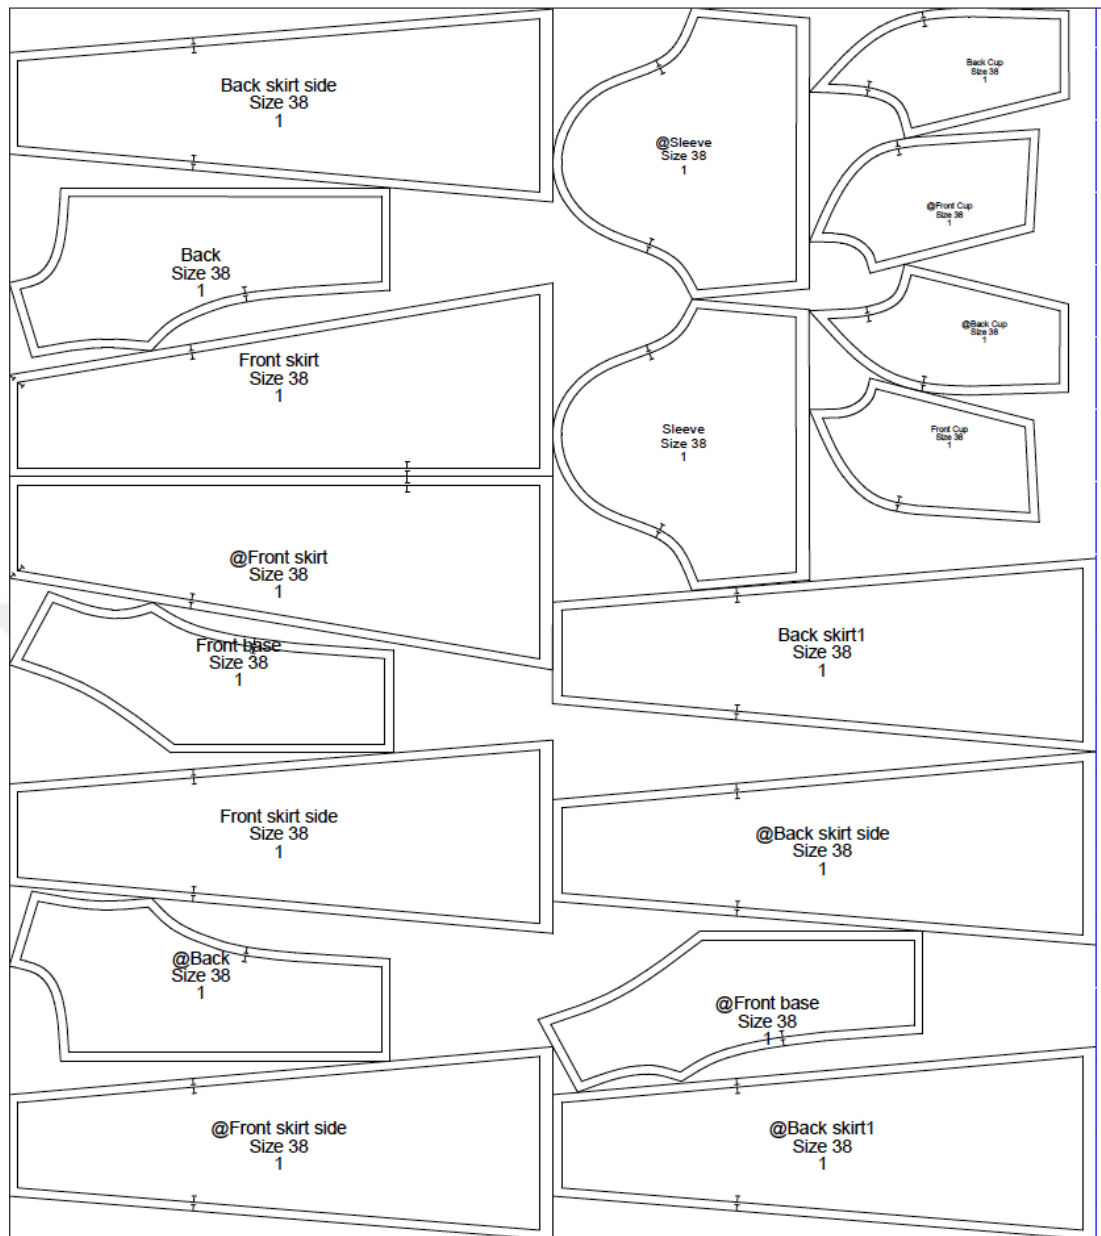 Back skirt side
Size 38
1
Back
Size 38
1
Front skirt
Size 38
1
@Front skirt
Size 38
1
Front base
Size 38
1
Front skirt side
Size 38
1
@Back
Size 38
1
@Front skirt side
Size 38
1
@Sleeve
Size 38
1
Sleeve
Size 38
1
Back Cup
Size 38
1
@Front Cup
Size 38
1
@Back Cup
Size 38
1
Front Cup
Size 38
1
Back skirt1
Size 38
1
@Back skirt side
Size 38
1
@Front base
Size 38
1
@Back skirt1
Size 38
1